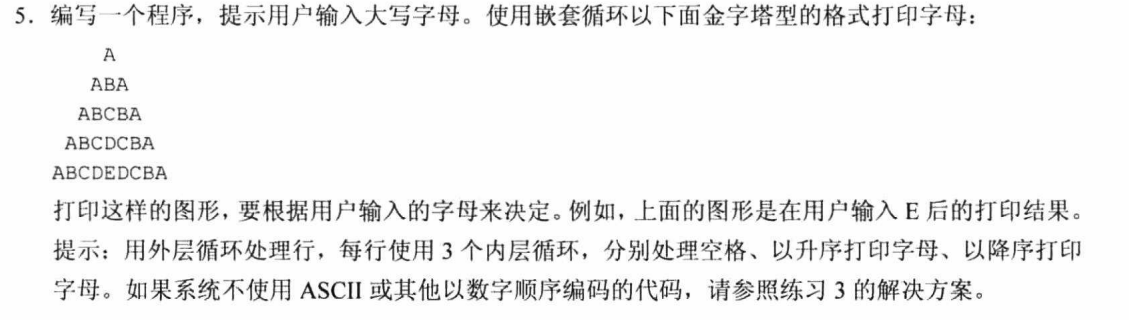 5. 编写一个程序，提示用户输入大写字母。使用嵌套循环以下面金字塔型的格式打印字母：
A
ABA
ABCBA
ABCDCBA
ABCDEDCBA
打印这样的图形，要根据用户输入的字母来决定。例如，上面的图形是在用户输入 E 后的打印结果。
提示：用外层循环处理行，每行使用 3 个内层循环，分别处理空格、以升序打印字母、以降序打印
字母。如果系统不使用 ASCII 或其他以数字顺序编码的代码，请参照练习 3 的解决方案。